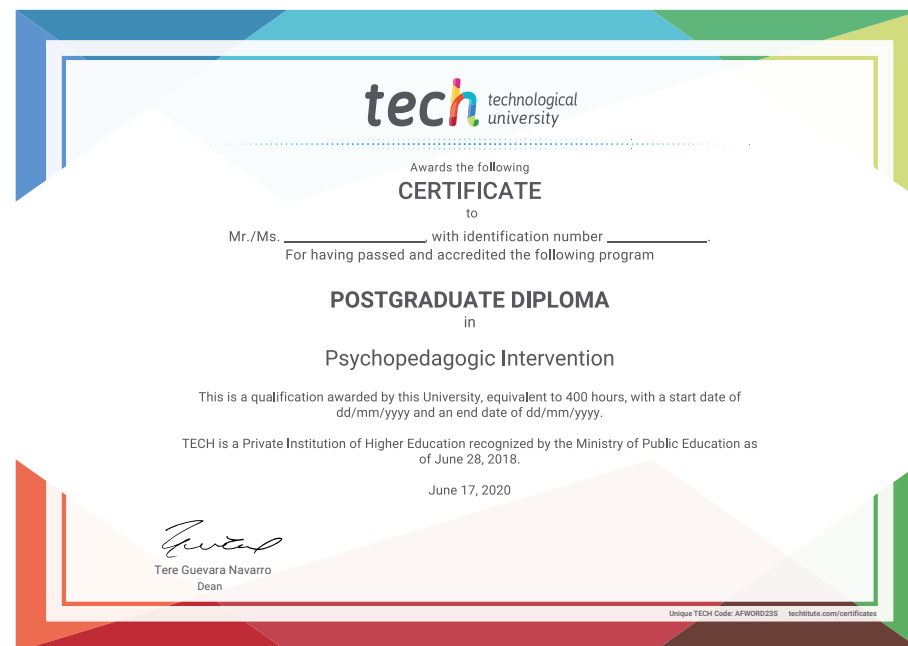 tech technological
university
Awards the following
CERTIFICATE
to
Mr./Ms. ____________________, with identification number ______________.
For having passed and accredited the following program
POSTGRADUATE DIPLOMA
in
Psychopedagogic Intervention
This is a qualification awarded by this University, equivalent to 400 hours, with a start date of
dd/mm/yyyy and an end date of dd/mm/yyyy.
TECH is a Private Institution of Higher Education recognized by the Ministry of Public Education as
of June 28, 2018.
June 17, 2020
Tere Guevara Navarro
Dean
Unique TECH Code: AFWORD23S techtitute.com/certificates